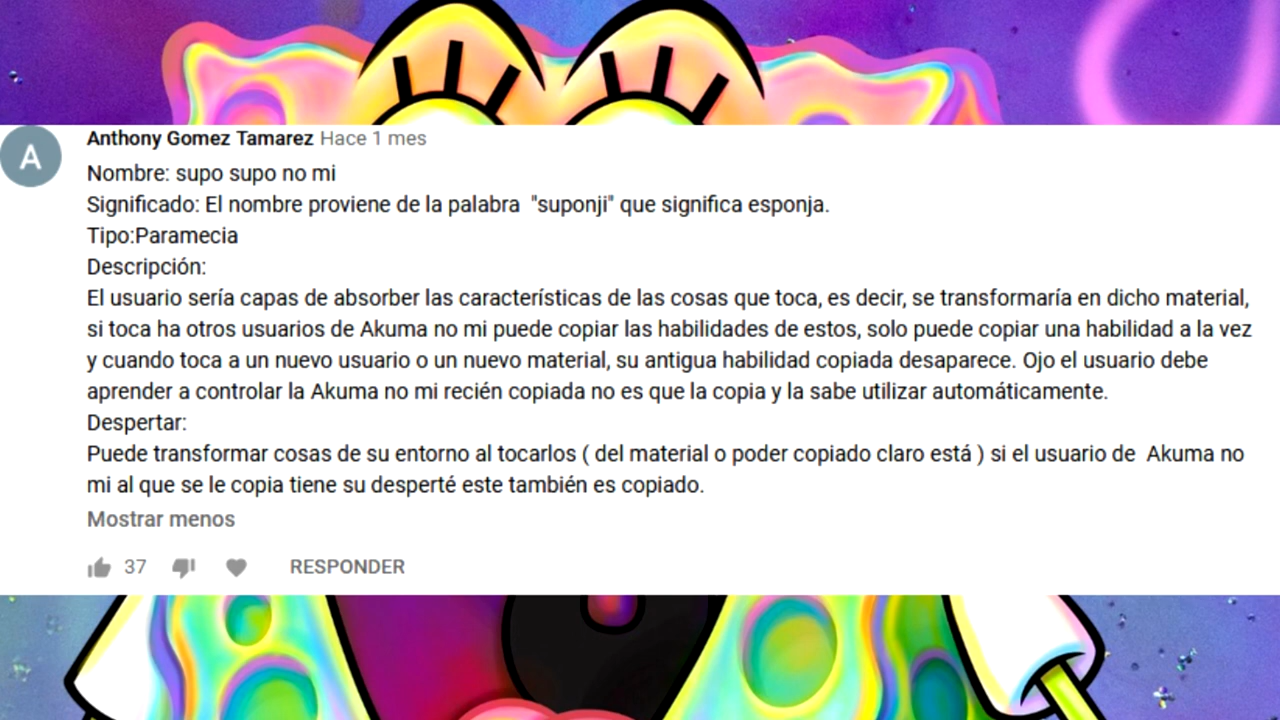 A
Anthony Gomez Tamarez Hace 1 mes
Nombre: supo supo no mi
Significado: El nombre proviene de la palabra "suponji" que significa esponja.
Tipo:Paramecia
Descripción:
El usuario sería capas de absorber las características de las cosas que toca, es decir, se transformaría en dicho material,
si toca ha otros usuarios de Akuma no mi puede copiar las habilidades de estos, solo puede copiar una habilidad a la vez
y cuando toca a un nuevo usuario o un nuevo material, su antigua habilidad copiada desaparece. Ojo el usuario debe
aprender a controlar la Akuma no mi recién copiada no es que la copia y la sabe utilizar automáticamente.
Despertar:
Puede transformar cosas de su entorno al tocarlos ( del material o poder copiado claro está ) si el usuario de Akuma no
mi al que se le copia tiene su desperté este también es copiado.
Mostrar menos
37 RESPONDER